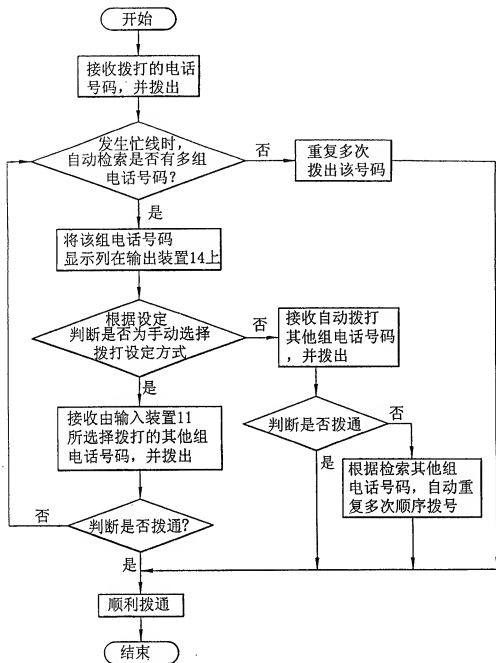 开始
接收拨打的电话
号码，并拨出
发生忙线时，
自动检索是否有多组
电话号码？
否
重复多次
拨出该号码
是
将该组电话号码
显示列在输出装置14上
根据设定
判断是否为手动选择
拨打设定方式
否
接收自动拨打
其他组电话号码
，并拨出
是
接收由输入装置11
所选择拨打的其他组
电话号码，并拨出
判断是否拨通
否
是
根据检索其他组
电话号码，自动重
复多次顺序拨号
否
判断是否拨通？
是
顺利拨通
结束